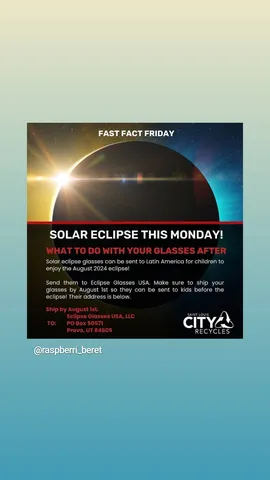 FAST FACT FRIDAY
SOLAR ECLIPSE THIS MONDAY!
WHAT TO DO WITH YOUR GLASSES AFTER
Solar eclipse glasses can be sent to Latin America for children to
enjoy the August 2024 eclipse!
Send them to Eclipse Glasses USA. Make sure to ship your
glasses by August 1st so they can be sent to kids before the
eclipse! Their address is below.
Ship by August 1st.
Eclipse Glasses USA, LLC
TO: PO Box 50571
Provo, UT 84605
SAINT LOUIS
CITY
RECYCLES
@raspberri_beret